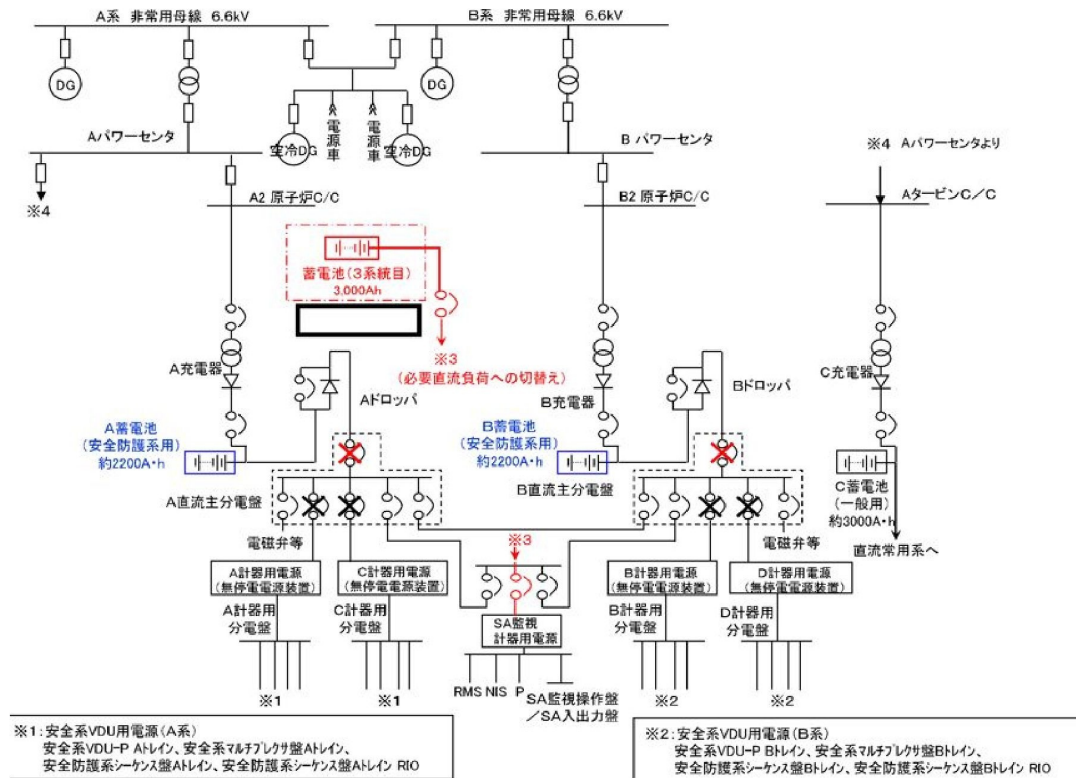 A系 非常用母線 6.6kV
B系 非常用母線 6.6kV
DG
DG
Aパワーセンタ
空冷DG
電源車
電源車
空冷DG
B パワーセンタ
※4 Aパワーセンタより
※4
A2 原子炉C/C
B2 原子炉C/C
Aタービン C/C
蓄電池(3系統目)
3,000Ah
※3
(必要直流負荷への切替え)
A充電器
Aドロッパ
B充電器
Bドロッパ
C充電器
A蓄電池
(安全防護系用)
約2200A・h
B蓄電池
(安全防護系用)
約2200A・h
C蓄電池
(一般用)
約3000A・h
A直流主分電盤
B直流主分電盤
直流常用系へ
電磁弁等
※3
電磁弁等
A計器用電源
(無停電電源装置)
C計器用電源
(無停電電源装置)
B計器用電源
(無停電電源装置)
D計器用電源
(無停電電源装置)
A計器用
分電盤
C計器用
分電盤
SA監視
計器用電源
B計器用
分電盤
D計器用
分電盤
RMS NIS P
SA監視操作盤
/SA入出力盤
※1
※1
※2
※2
※1:安全系VDU用電源(A系)
安全系VDU-P Aトレイン、安全系マルチプレクサ盤Aトレイン、
安全防護系シーケンス盤Aトレイン、安全防護系シーケンス盤Aトレイン RIO
※2:安全系VDU用電源(B系)
安全系VDU-P Bトレイン、安全系マルチプレクサ盤Bトレイン、
安全防護系シーケンス盤Bトレイン、安全防護系シーケンス盤Bトレイン RIO